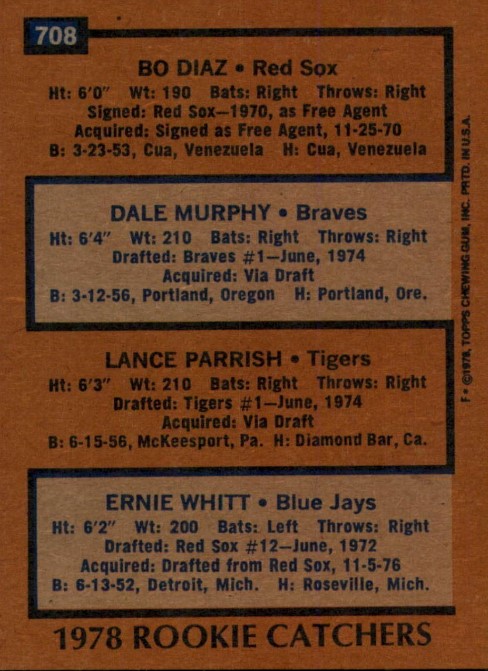 708
BO DIAZ • Red Sox
Ht: 6'0" Wt: 190 Bats: Right Throws: Right
Signed: Red Sox—1970, as Free Agent
Acquired: Signed as Free Agent, 11-25-70
B: 3-23-53, Cua, Venezuela H: Cua, Venezuela
DALE MURPHY • Braves
Ht: 6'4" Wt: 210 Bats: Right Throws: Right
Drafted: Braves #1—June, 1974
Acquired: Via Draft
B: 3-12-56, Portland, Oregon H: Portland, Ore.
LANCE PARRISH • Tigers
Ht: 6'3" Wt: 210 Bats: Right Throws: Right
Drafted: Tigers #1—June, 1974
Acquired: Via Draft
B: 6-15-56, McKeesport, Pa. H: Diamond Bar, Ca.
ERNIE WHITT • Blue Jays
Ht: 6'2" Wt: 200 Bats: Left Throws: Right
Drafted: Red Sox #12—June, 1972
Acquired: Drafted from Red Sox, 11-5-76
B: 6-13-52, Detroit, Mich. H: Roseville, Mich.
1978 ROOKIE CATCHERS
F* ©1978, TOPPS CHEWING GUM, INC. PRTD. IN U.S.A.